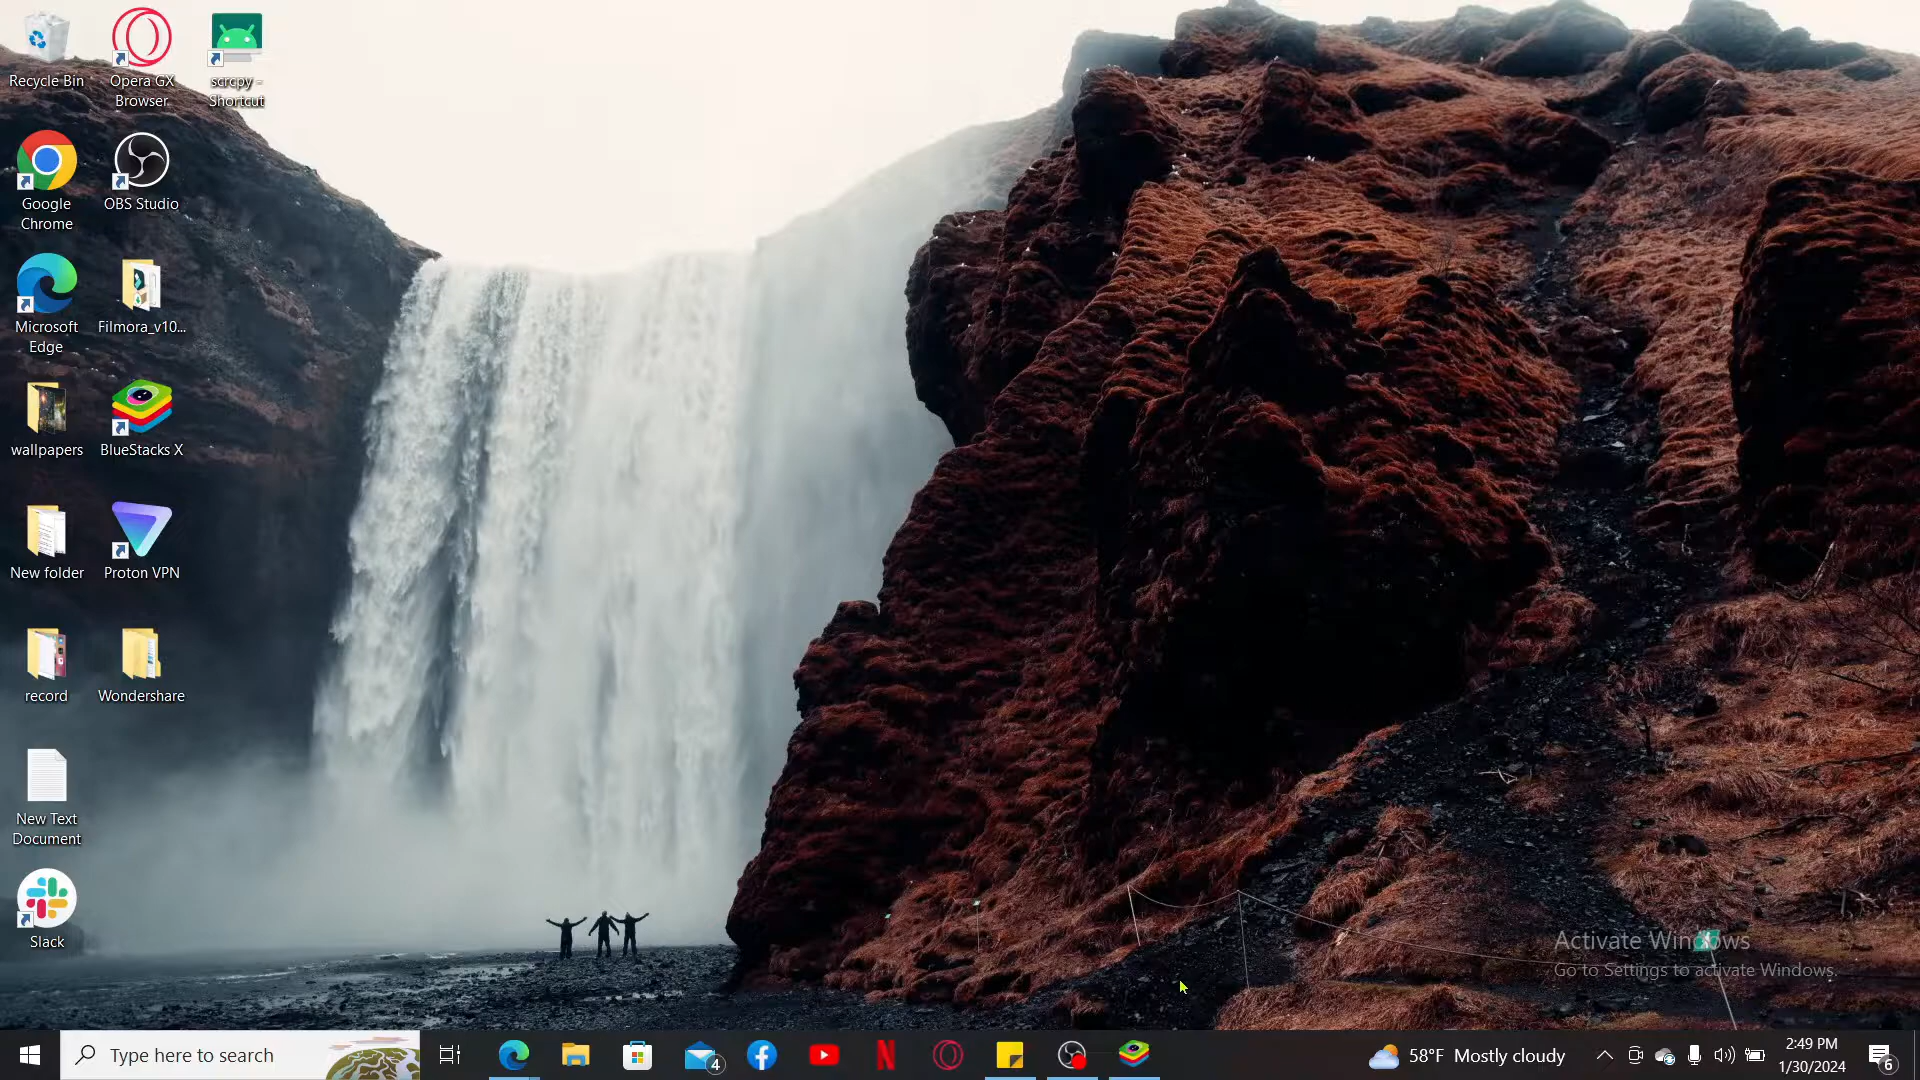 Recycle Bin
Opera GX
Browser
scrcpy -
Shortcut
Google
Chrome
OBS Studio
Microsoft
Edge
Filmora_v10...
wallpapers
BlueStacks X
New folder
Proton VPN
record
Wondershare
New Text
Document
Slack
Activate Windows
Go to Settings to activate Windows.
Type here to search
4
58°F Mostly cloudy
2:49 PM
1/30/2024
6